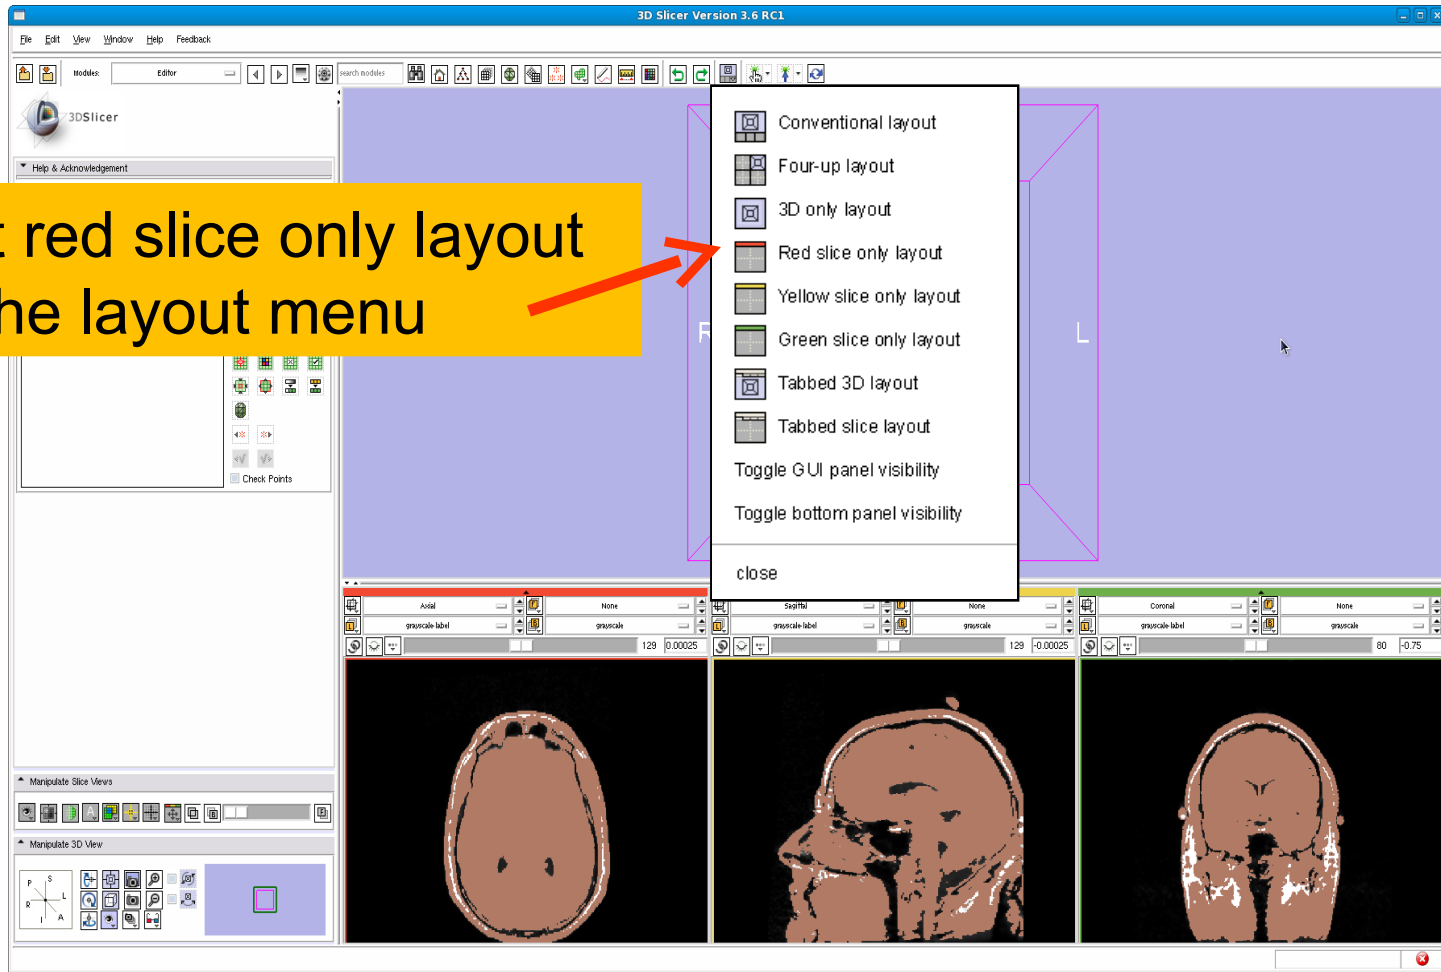 3D Slicer Version 3.6 RC1
File Edit View Window Help Feedback
Modules: Editor search modules
3DSlicer
Help & Acknowledgement
t red slice only layout
he layout menu
Conventional layout
Four-up layout
3D only layout
Red slice only layout
Yellow slice only layout
Green slice only layout
Tabbed 3D layout
Tabbed slice layout
Toggle GUI panel visibility
Toggle bottom panel visibility
close
R L
Check Points
Axial None Sagittal None Coronal None
grayscale-label grayscale grayscale-label grayscale grayscale-label grayscale
129 0.00025 129 -0.00025 80 -0.75
Manipulate Slice Views
Manipulate 3D View
P S
R L
I A